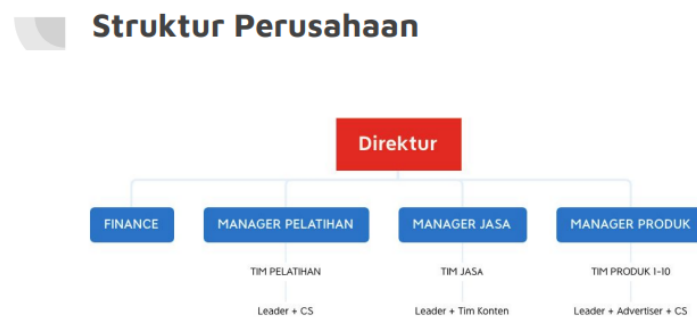 Struktur Perusahaan
Direktur
FINANCE
MANAGER PELATIHAN
MANAGER JASA
MANAGER PRODUK
TIM PELATIHAN
TIM JASA
TIM PRODUK 1-10
Leader + CS
Leader + Tim Konten
Leader + Advertiser + CS